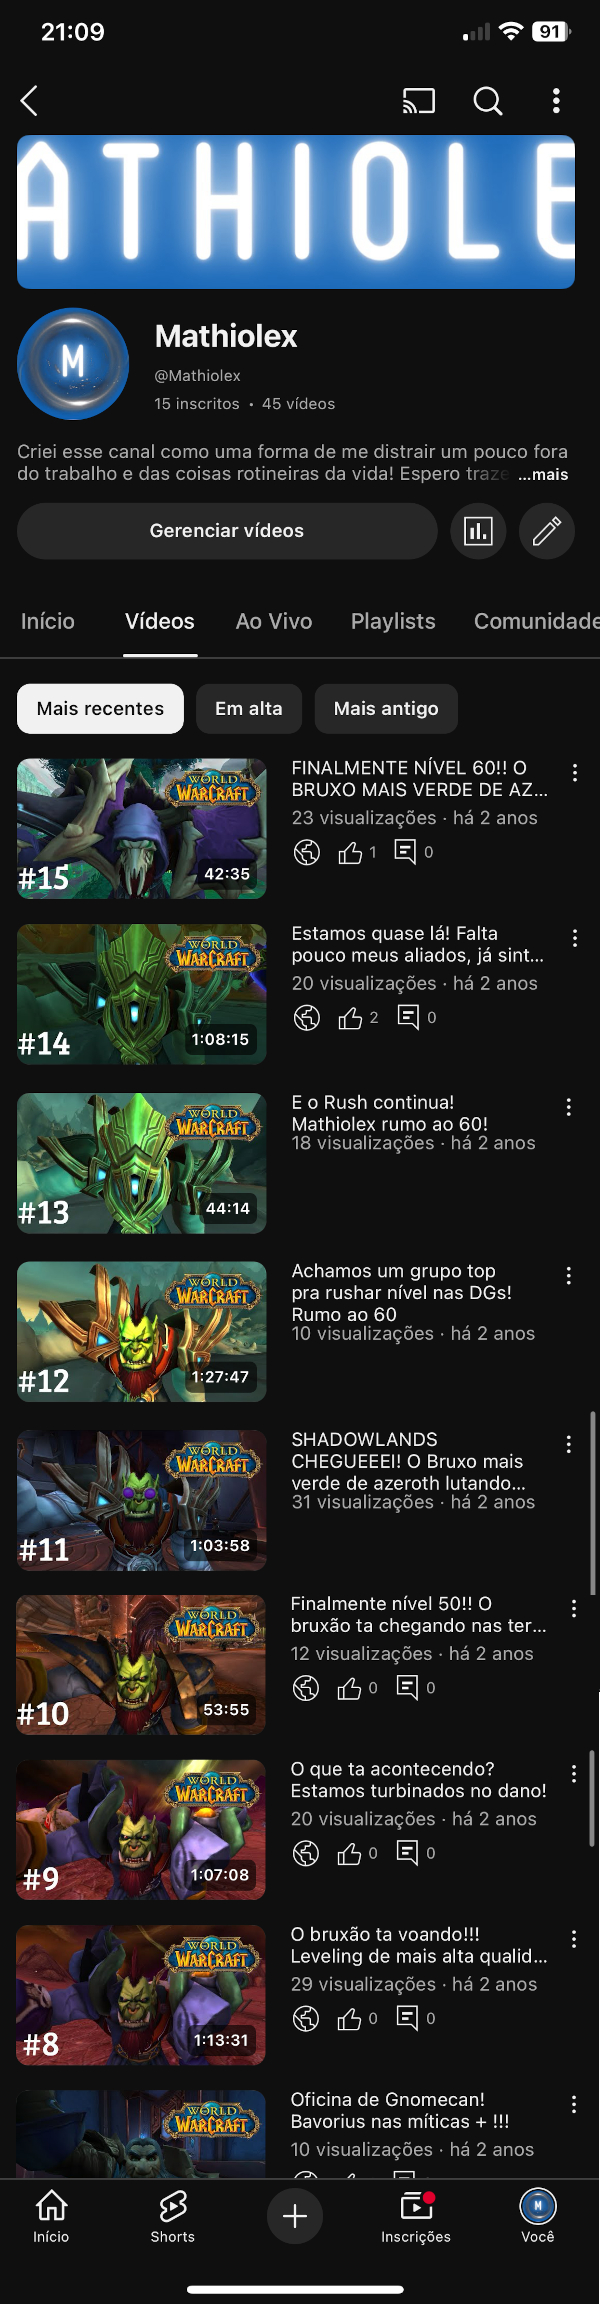 21:09
91
ATHIOLE
M
Mathiolex
@Mathiolex
15 inscritos • 45 vídeos
Criei esse canal como uma forma de me distrair um pouco fora
do trabalho e das coisas rotineiras da vida! Espero traze ...mais
Gerenciar vídeos
Início Vídeos Ao Vivo Playlists Comunidade
Mais recentes Em alta Mais antigo
WORLD
WARCRAFT
#15
42:35
FINALMENTE NÍVEL 60!! O
BRUXO MAIS VERDE DE AZ...
23 visualizações · há 2 anos
1 0
WORLD
WARCRAFT
#14
1:08:15
Estamos quase lá! Falta
pouco meus aliados, já sint...
20 visualizações · há 2 anos
2 0
WORLD
WARCRAFT
#13
44:14
E o Rush continua!
Mathiolex rumo ao 60!
18 visualizações · há 2 anos
WORLD
WARCRAFT
#12
1:27:47
Achamos um grupo top
pra rushar nível nas DGs!
Rumo ao 60
10 visualizações · há 2 anos
WORLD
WARCRAFT
#11
1:03:58
SHADOWLANDS
CHEGUEEEI! O Bruxo mais
verde de azeroth lutando...
31 visualizações · há 2 anos
WORLD
WARCRAFT
#10
53:55
Finalmente nível 50!! O
bruxão ta chegando nas ter...
12 visualizações · há 2 anos
0 0
WORLD
WARCRAFT
#9
1:07:08
O que ta acontecendo?
Estamos turbinados no dano!
20 visualizações · há 2 anos
0 0
WORLD
WARCRAFT
#8
1:13:31
O bruxão ta voando!!!
Leveling de mais alta qualid...
29 visualizações · há 2 anos
0 0
WORLD
WARCRAFT
Oficina de Gnomecan!
Bavorius nas míticas + !!!
10 visualizações · há 2 anos
Início Shorts Inscrições Você
M